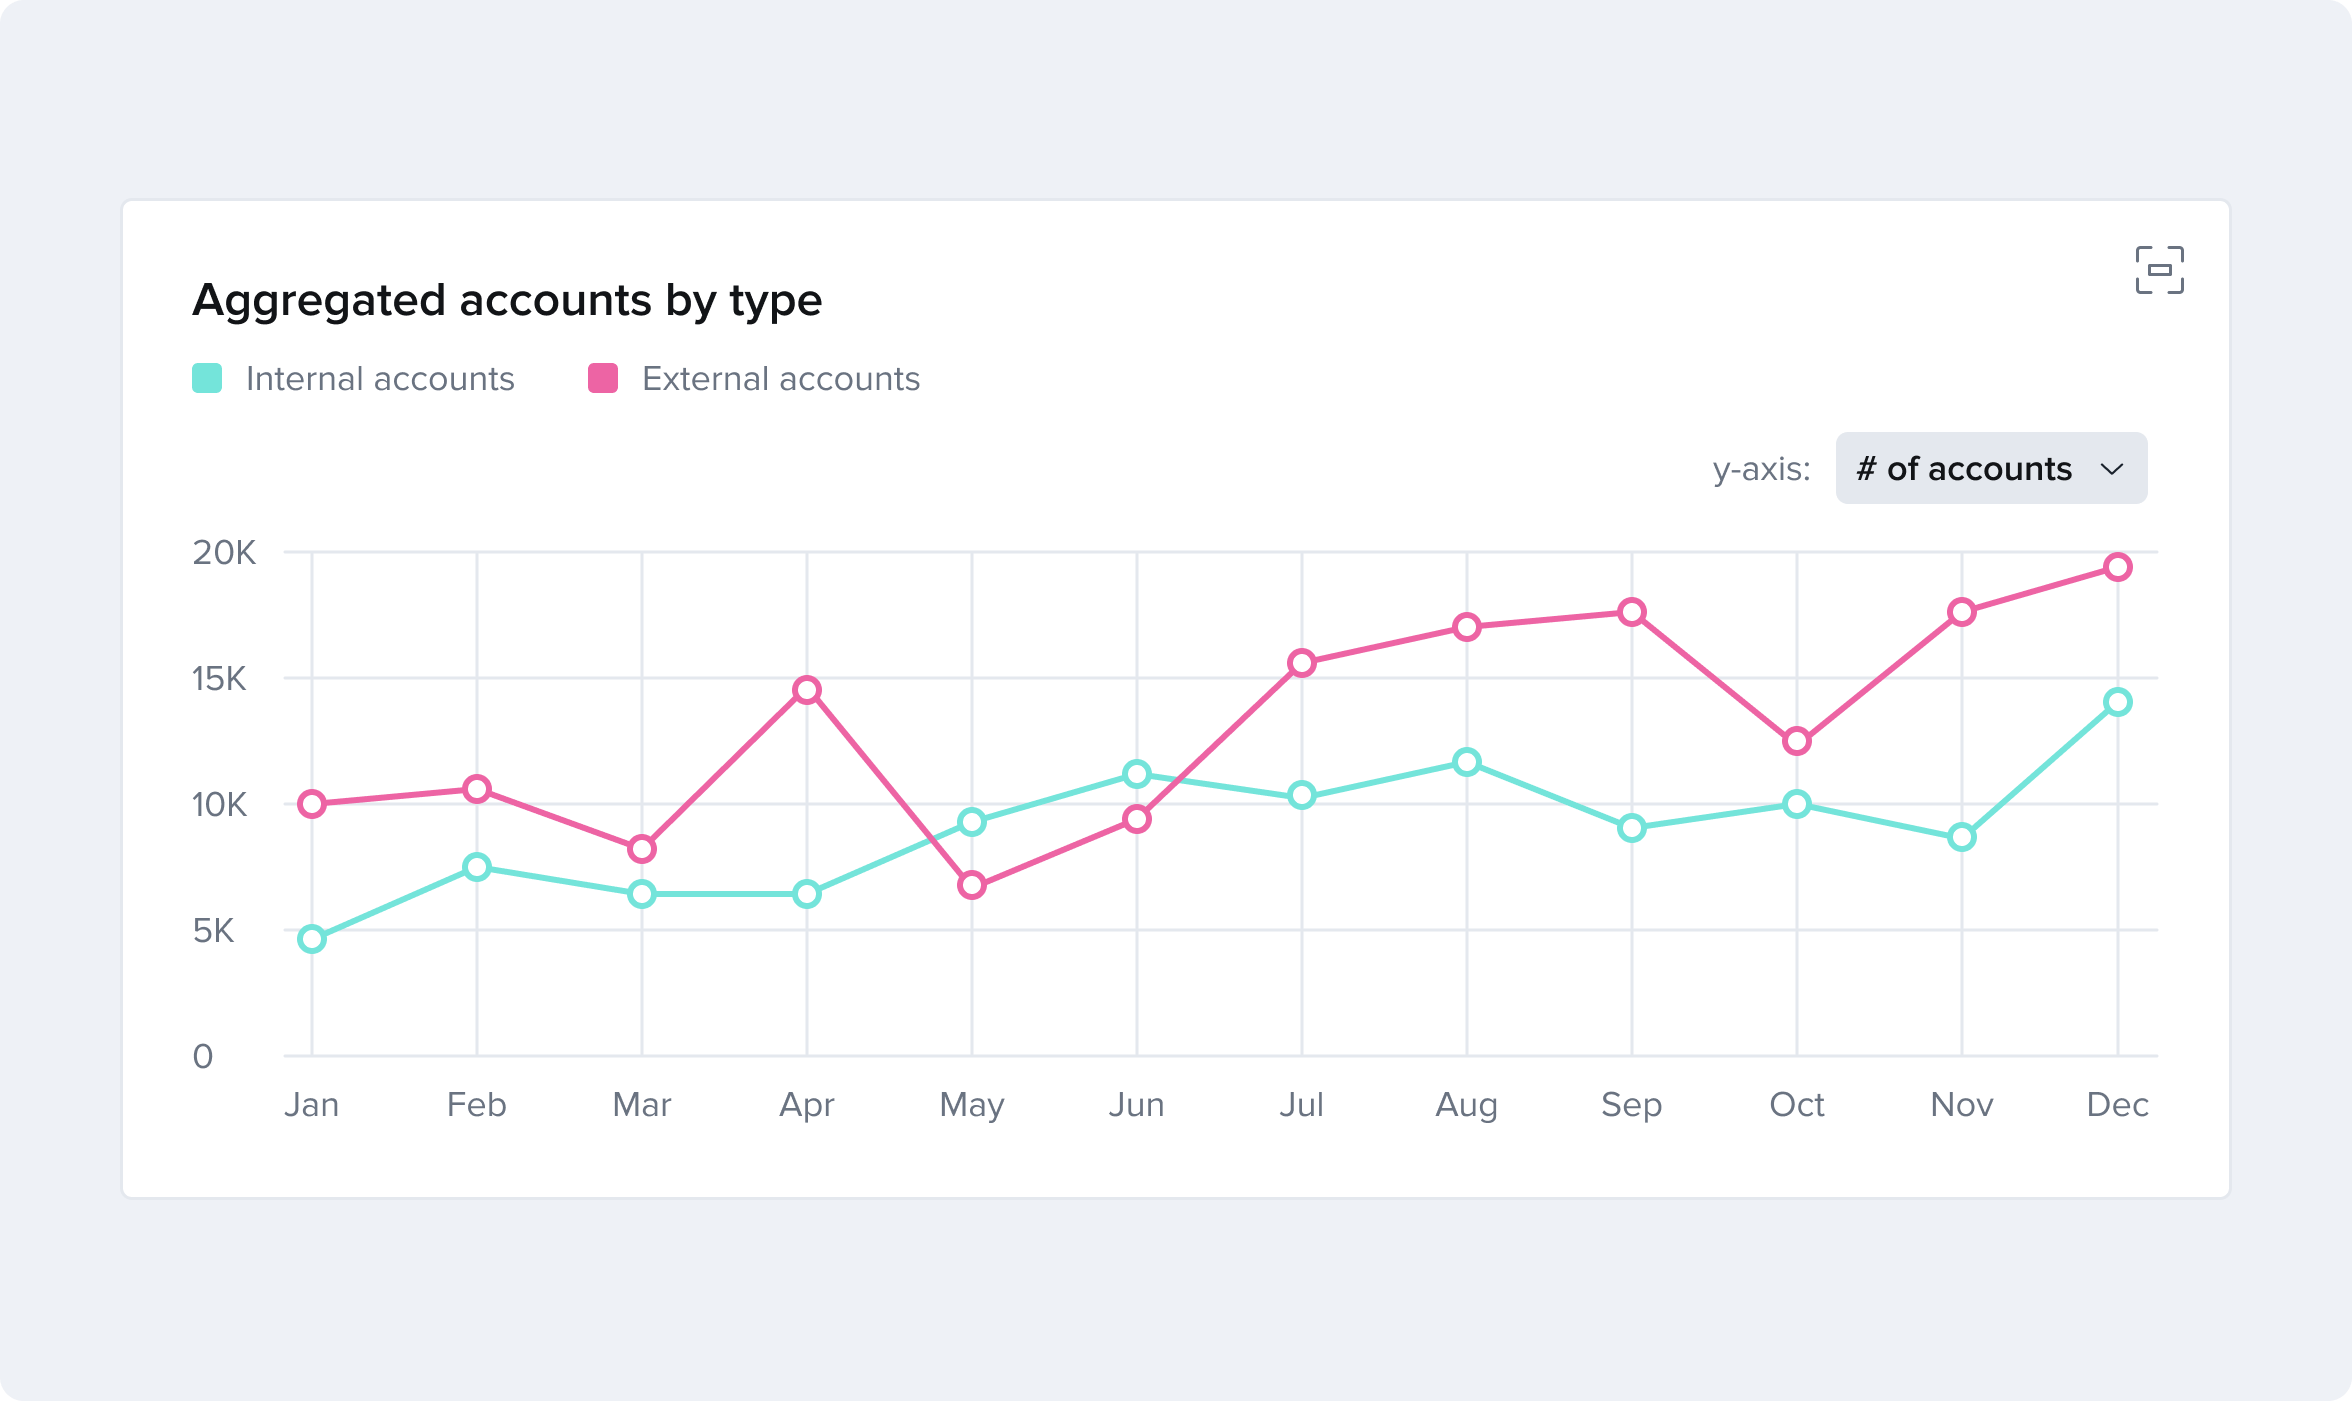 Aggregated accounts by type
Internal accounts External accounts
y-axis: # of accounts
20K
15K
10K
5K
0
Jan Feb Mar Apr May Jun Jul Aug Sep Oct Nov Dec